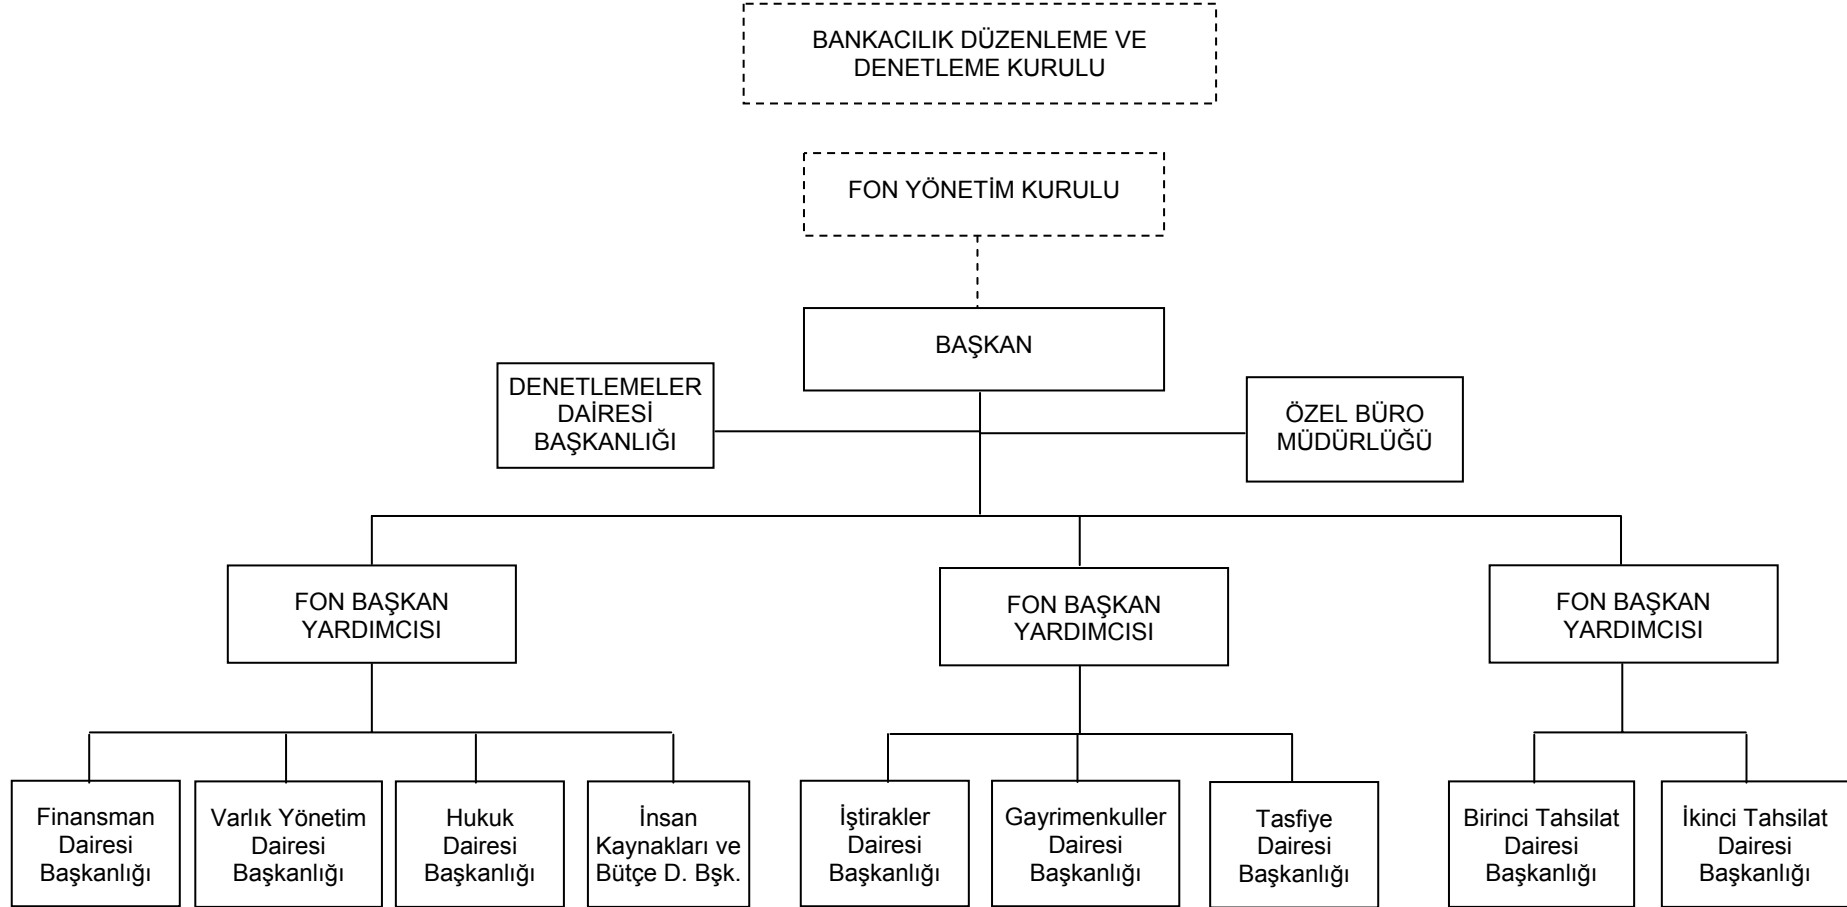 BANKACILIK DÜZENLEME VE
DENETLEME KURULU
FON YÖNETİM KURULU
BAŞKAN
DENETLEMELER
DAİRESİ
BAŞKANLIĞI
ÖZEL BÜRO
MÜDÜRLÜĞÜ
FON BAŞKAN
YARDIMCISI
FON BAŞKAN
YARDIMCISI
FON BAŞKAN
YARDIMCISI
Finansman
Dairesi
Başkanlığı
Varlık Yönetim
Dairesi
Başkanlığı
Hukuk
Dairesi
Başkanlığı
İnsan
Kaynakları ve
Bütçe D. Bşk.
İştirakler
Dairesi
Başkanlığı
Gayrimenkuller
Dairesi
Başkanlığı
Tasfiye
Dairesi
Başkanlığı
Birinci Tahsilat
Dairesi
Başkanlığı
İkinci Tahsilat
Dairesi
Başkanlığı